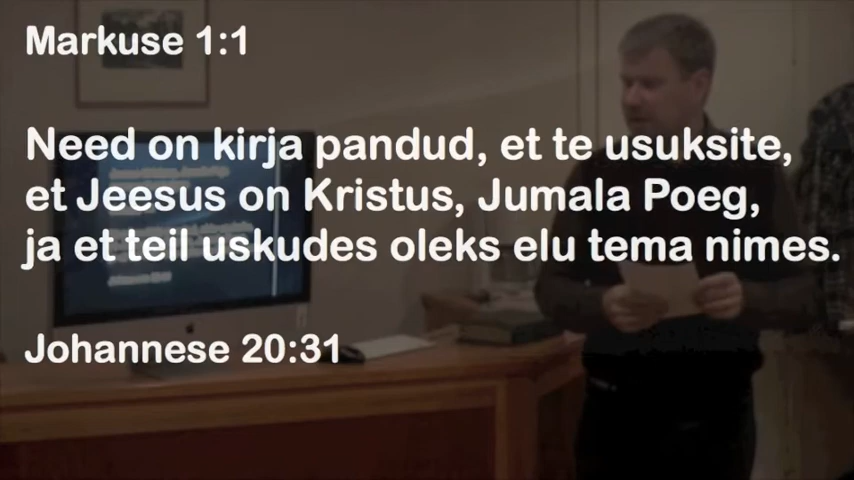 Markuse 1:1
Need on kirja pandud, et te usuksite,
et Jeesus on Kristus, Jumala Poeg,
ja et teil uskudes oleks elu tema nimes.
Johannese 20:31